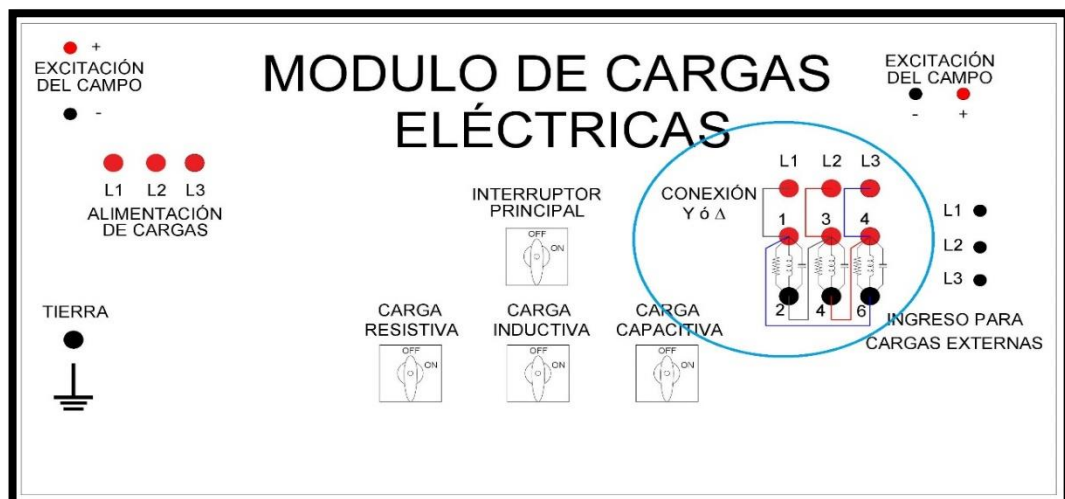 +
EXCITACIÓN
DEL CAMPO
-
MODULO DE CARGAS
ELÉCTRICAS
EXCITACIÓN
DEL CAMPO
- +
L1 L2 L3
ALIMENTACIÓN
DE CARGAS
INTERRUPTOR
PRINCIPAL
OFF
ON
CONEXIÓN
Y ó Δ
L1 L2 L3
1 3 4
2 4 6
L1
L2
L3
INGRESO PARA
CARGAS EXTERNAS
TIERRA
CARGA
RESISTIVA
OFF
ON
CARGA
INDUCTIVA
OFF
ON
CARGA
CAPACITIVA
OFF
ON